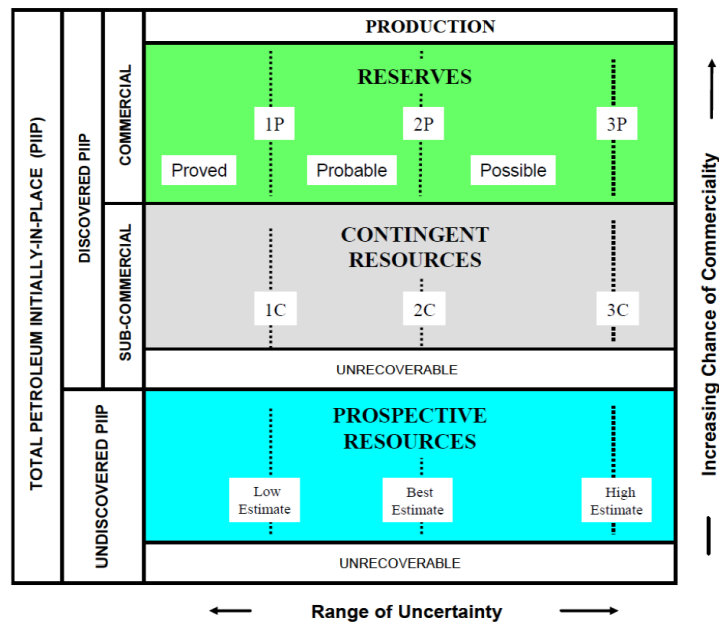 PRODUCTION
RESERVES
1P
2P
3P
Proved
Probable
Possible
CONTINGENT
RESOURCES
1C
2C
3C
UNRECOVERABLE
PROSPECTIVE
RESOURCES
Low
Estimate
Best
Estimate
High
Estimate
UNRECOVERABLE
TOTAL PETROLEUM INITIALLY-IN-PLACE (PIIP)
DISCOVERED PIIP
UNDISCOVERED PIIP
COMMERCIAL
SUB-COMMERCIAL
Increasing Chance of Commerciality
Range of Uncertainty